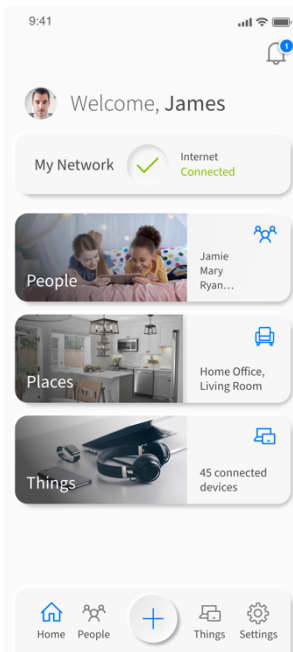 9:41
1
Welcome, James
My Network
Internet
Connected
People
Jamie
Mary
Ryan...
Places
Home Office,
Living Room
Things
45 connected
devices
Home People Things Settings